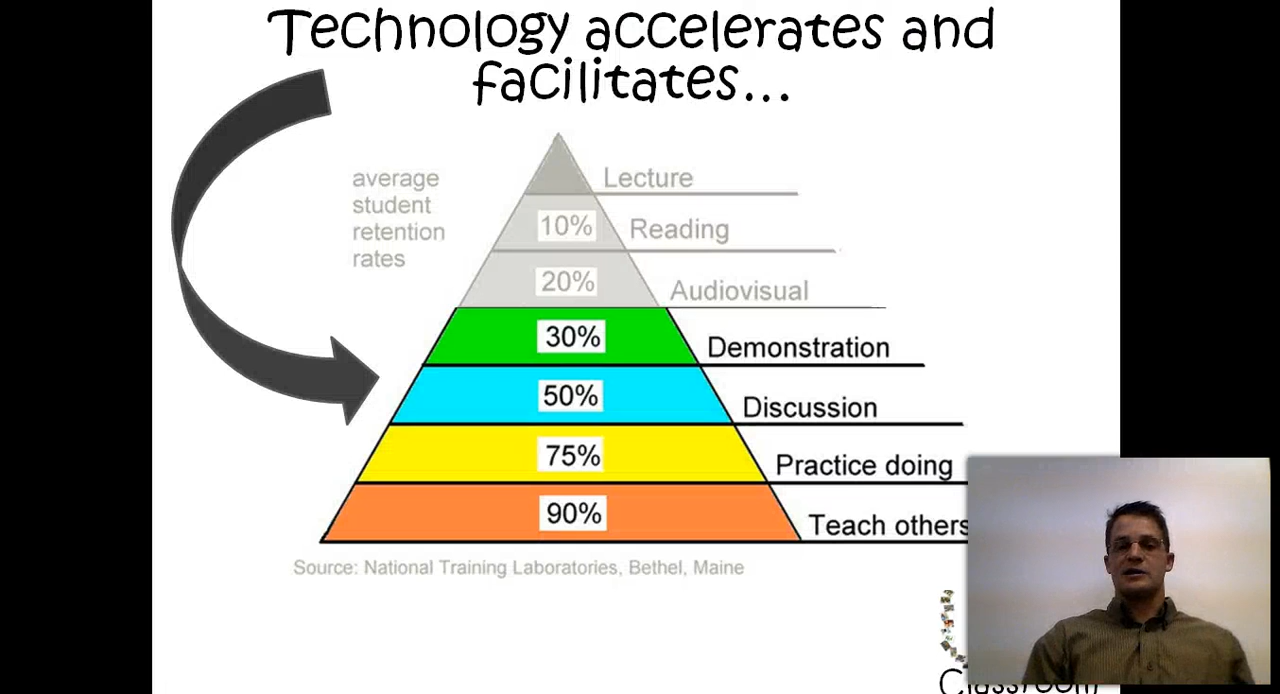 Technology accelerates and
facilitates...
average
student
retention
rates
Lecture
10%
Reading
20%
Audiovisual
30%
Demonstration
50%
Discussion
75%
Practice doing
90%
Teach others
Source: National Training Laboratories, Bethel, Maine
Classroom